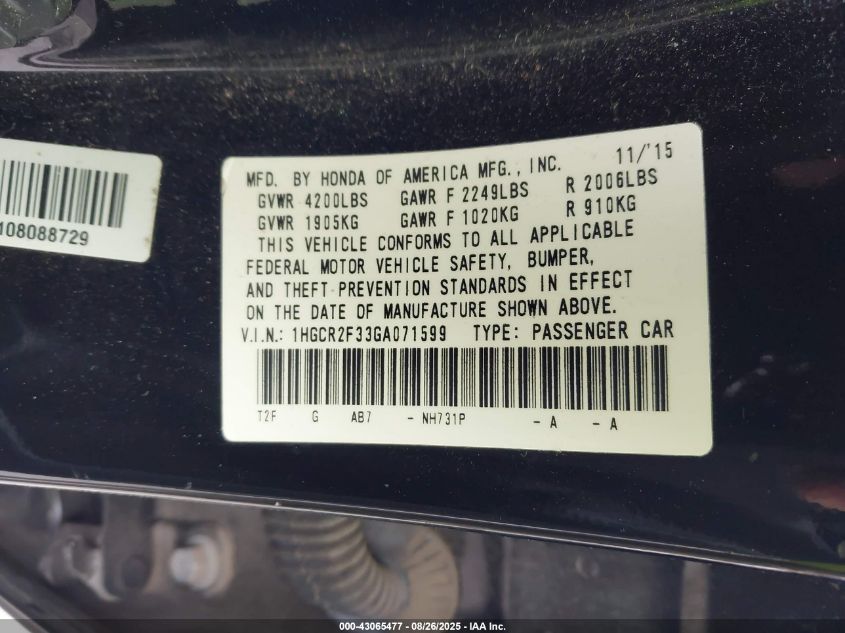 MFD. BY HONDA OF AMERICA MFG., INC. 11/'15
GVWR 4200LBS GAWR F 2249LBS R 2006LBS
GVWR 1905KG GAWR F 1020KG R 910KG
THIS VEHICLE CONFORMS TO ALL APPLICABLE
FEDERAL MOTOR VEHICLE SAFETY, BUMPER,
AND THEFT-PREVENTION STANDARDS IN EFFECT
ON THE DATE OF MANUFACTURE SHOWN ABOVE.
V.I.N.: 1HGCR2F33GA071599 TYPE: PASSENGER CAR
T2F G AB7 - NH731P - A - A
108088729
000-43065477 - 08/26/2025 - IAA Inc.